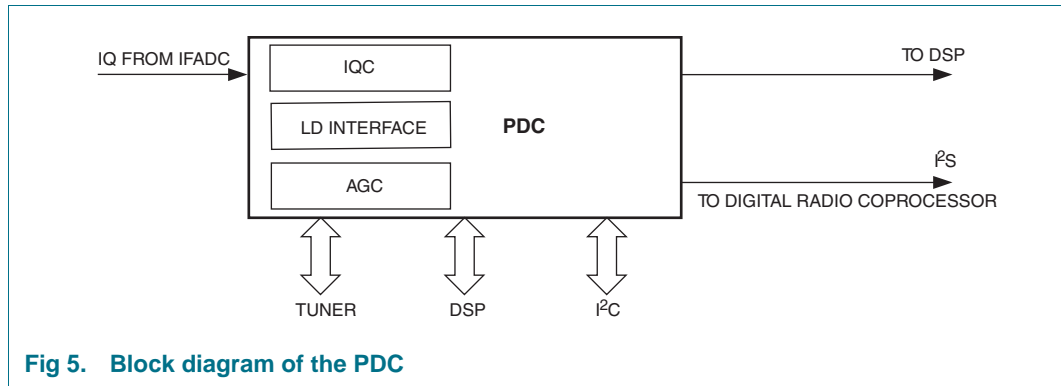 IQ FROM IFADC
IQC
LD INTERFACE
AGC
PDC
TO DSP
I²S
TO DIGITAL RADIO COPROCESSOR
TUNER
DSP
I²C
Fig 5. Block diagram of the PDC